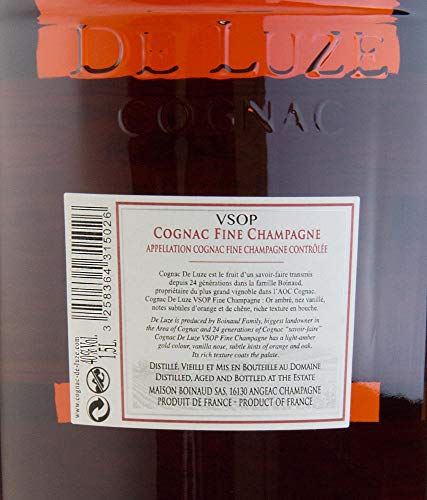 DE LUZE
COGNAC
VSOP
COGNAC FINE CHAMPAGNE
APPELLATION COGNAC FINE CHAMPAGNE CONTRÔLÉE
Cognac De Luze est le fruit d'un savoir-faire transmis
depuis 24 générations dans la famille Boinaud,
propriétaire du plus grand vignoble dans l'AOC Cognac.
Cognac De Luze VSOP Fine Champagne : Or ambré, nez vanillé,
notes subtiles d'orange et de chêne, riche texture en bouche.
De Luze is produced by Boinaud Family, biggest landowner in
the Area of Cognac and 24 generations of Cognac "savoir-faire"
Cognac De Luze VSOP Fine Champagne has a light-amber
gold colour, vanilla nose, subtle hints of orange and oak.
Its rich texture coats the palate.
DISTILLÉ, VIEILLI ET MIS EN BOUTEILLE AU DOMAINE
DISTILLED, AGED AND BOTTLED AT THE ESTATE
MAISON BOINAUD SAS, 16130 ANGEAC CHAMPAGNE
PRODUIT DE FRANCE - PRODUCT OF FRANCE
3 258364 315026
40%Vol.
1,5L
www.cognac-de-luze.com